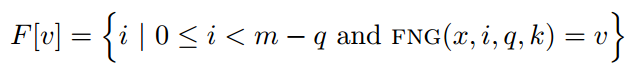 F[v] = {i | 0 ≤ i < m − q and FNG(x, i, q, k) = v}